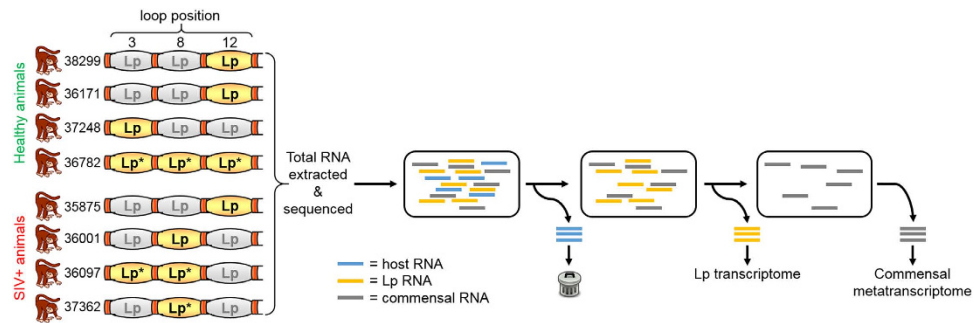 loop position
3 8 12
Healthy animals
38299 Lp Lp Lp
36171 Lp Lp Lp
37248 Lp Lp Lp
36782 Lp* Lp* Lp*
SIV+ animals
35875 Lp Lp Lp
36001 Lp Lp Lp
36097 Lp* Lp* Lp
37362 Lp Lp* Lp
Total RNA
extracted
&
sequenced
= host RNA
= Lp RNA
= commensal RNA
Lp transcriptome
Commensal
metatranscriptome